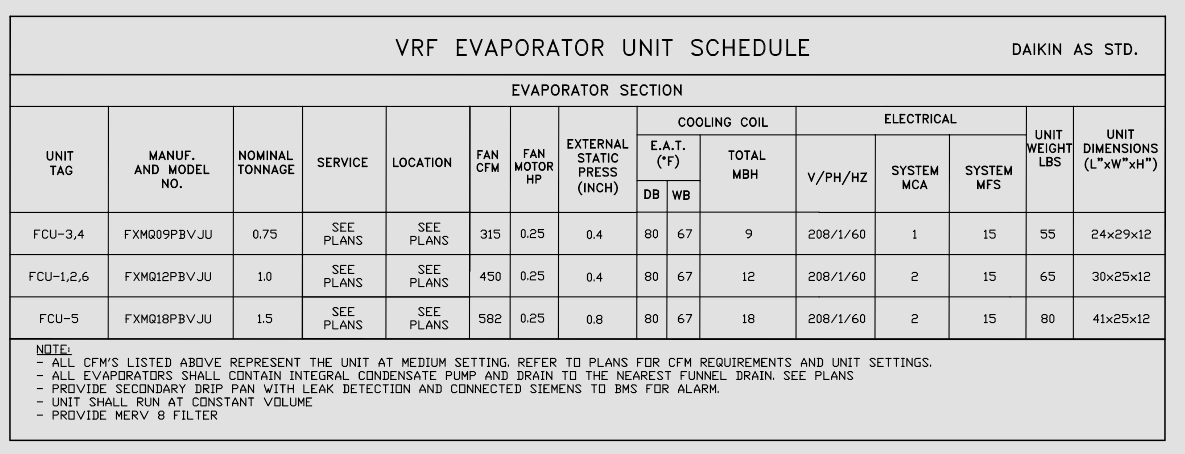 VRF EVAPORATOR UNIT SCHEDULE DAIKIN AS STD.
EVAPORATOR SECTION
UNIT TAG MANUF. AND MODEL NO. NOMINAL TONNAGE SERVICE LOCATION FAN CFM FAN MOTOR HP EXTERNAL STATIC PRESS (INCH) COOLING COIL E.A.T. (°F) DB WB TOTAL MBH ELECTRICAL V/PH/HZ SYSTEM MCA SYSTEM MFS UNIT WEIGHT LBS UNIT DIMENSIONS (L"xW"xH")
FCU-3,4 FXMQ09PBVJU 0.75 SEE PLANS SEE PLANS 315 0.25 0.4 80 67 9 208/1/60 1 15 55 24x29x12
FCU-1,2,6 FXMQ12PBVJU 1.0 SEE PLANS SEE PLANS 450 0.25 0.4 80 67 12 208/1/60 2 15 65 30x25x12
FCU-5 FXMQ18PBVJU 1.5 SEE PLANS SEE PLANS 582 0.25 0.8 80 67 18 208/1/60 2 15 80 41x25x12
NOTE:
- ALL CFM'S LISTED ABOVE REPRESENT THE UNIT AT MEDIUM SETTING. REFER TO PLANS FOR CFM REQUIREMENTS AND UNIT SETTINGS.
- ALL EVAPORATORS SHALL CONTAIN INTEGRAL CONDENSATE PUMP AND DRAIN TO THE NEAREST FUNNEL DRAIN. SEE PLANS
- PROVIDE SECONDARY DRIP PAN WITH LEAK DETECTION AND CONNECTED SIEMENS TO BMS FOR ALARM.
- UNIT SHALL RUN AT CONSTANT VOLUME
- PROVIDE MERV 8 FILTER